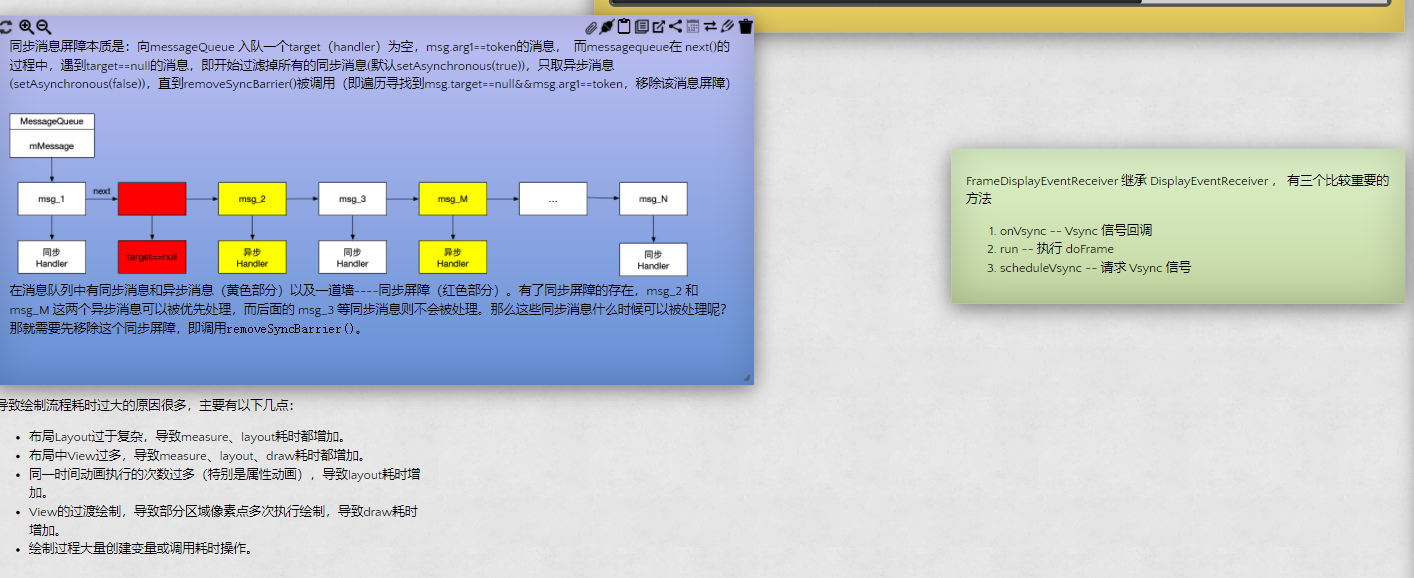 同步消息屏障本质是：向messageQueue 入队一个target（handler）为空，msg.arg1==token的消息， 而messagequeue在 next()的
过程中，遇到target==null的消息，即开始过滤掉所有的同步消息(默认setAsynchronous(true))，只取异步消息
(setAsynchronous(false))，直到removeSyncBarrier()被调用（即遍历寻找到msg.target==null&&msg.arg1==token，移除该消息屏障）
MessageQueue
mMessage
msg_1
next
msg_2
msg_3
msg_M
...
msg_N
同步
Handler
target==null
异步
Handler
同步
Handler
异步
Handler
同步
Handler
在消息队列中有同步消息和异步消息（黄色部分）以及一道墙----同步屏障（红色部分）。有了同步屏障的存在，msg_2 和
msg_M 这两个异步消息可以被优先处理，而后面的 msg_3 等同步消息则不会被处理。那么这些同步消息什么时候可以被处理呢？
那就需要先移除这个同步屏障，即调用removeSyncBarrier()。
FrameDisplayEventReceiver 继承 DisplayEventReceiver ， 有三个比较重要的
方法
1. onVsync -- Vsync 信号回调
2. run -- 执行 doFrame
3. scheduleVsync -- 请求 Vsync 信号
导致绘制流程耗时过大的原因很多，主要有以下几点：
• 布局Layout过于复杂，导致measure、layout耗时都增加。
• 布局中View过多，导致measure、layout、draw耗时都增加。
• 同一时间动画执行的次数过多（特别是属性动画），导致layout耗时增
加。
• View的过渡绘制，导致部分区域像素点多次执行绘制，导致draw耗时
增加。
• 绘制过程大量创建变量或调用耗时操作。